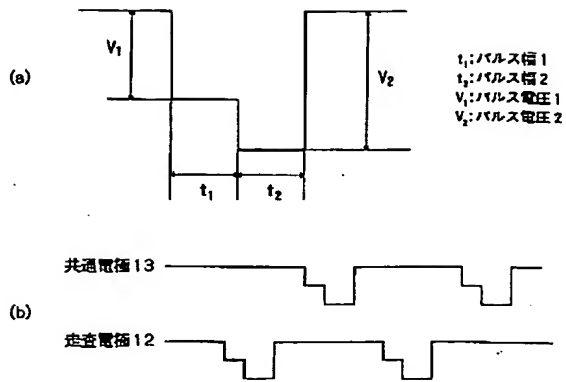 (a)
V₁
V₂
t₁
t₂
t₁:パルス幅1
t₂:パルス幅2
V₁:パルス電圧1
V₂:パルス電圧2
(b)
共通電極13
走査電極12